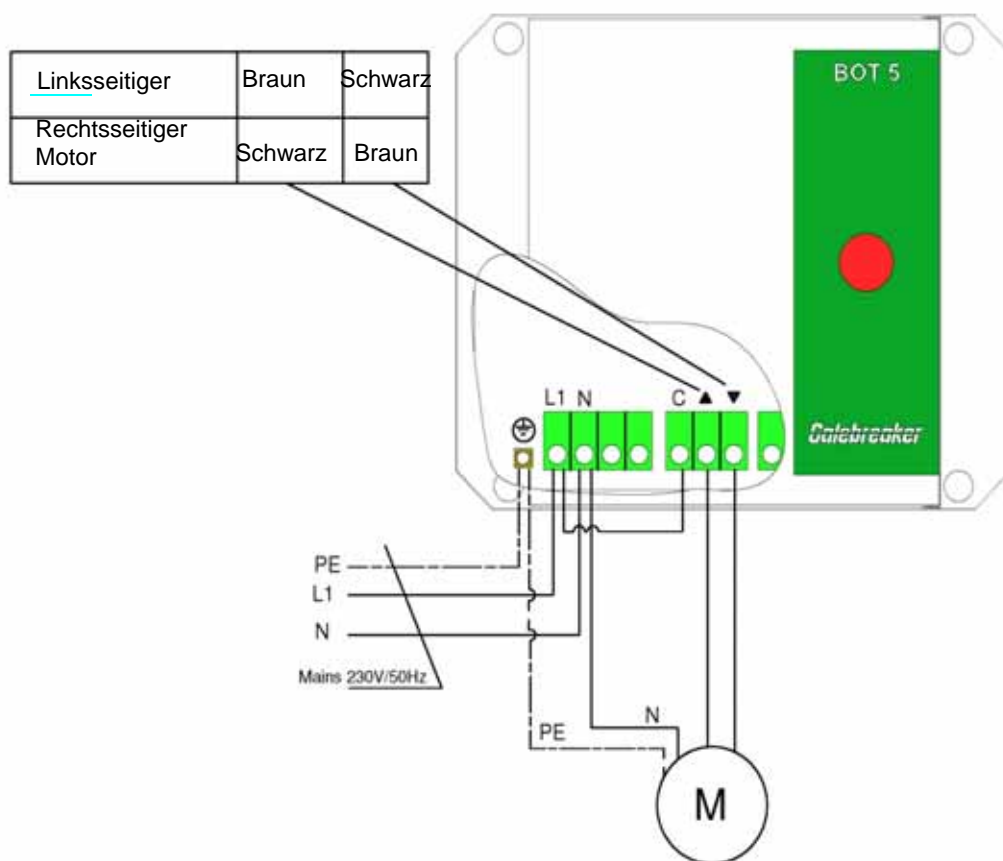 BOT 5
Linksseitiger Braun Schwarz
Rechtsseitiger
Motor Schwarz Braun
L1 N C ▲ ▼
Galebreaker
PE
L1
N
Mains 230V/50Hz
PE
N
M